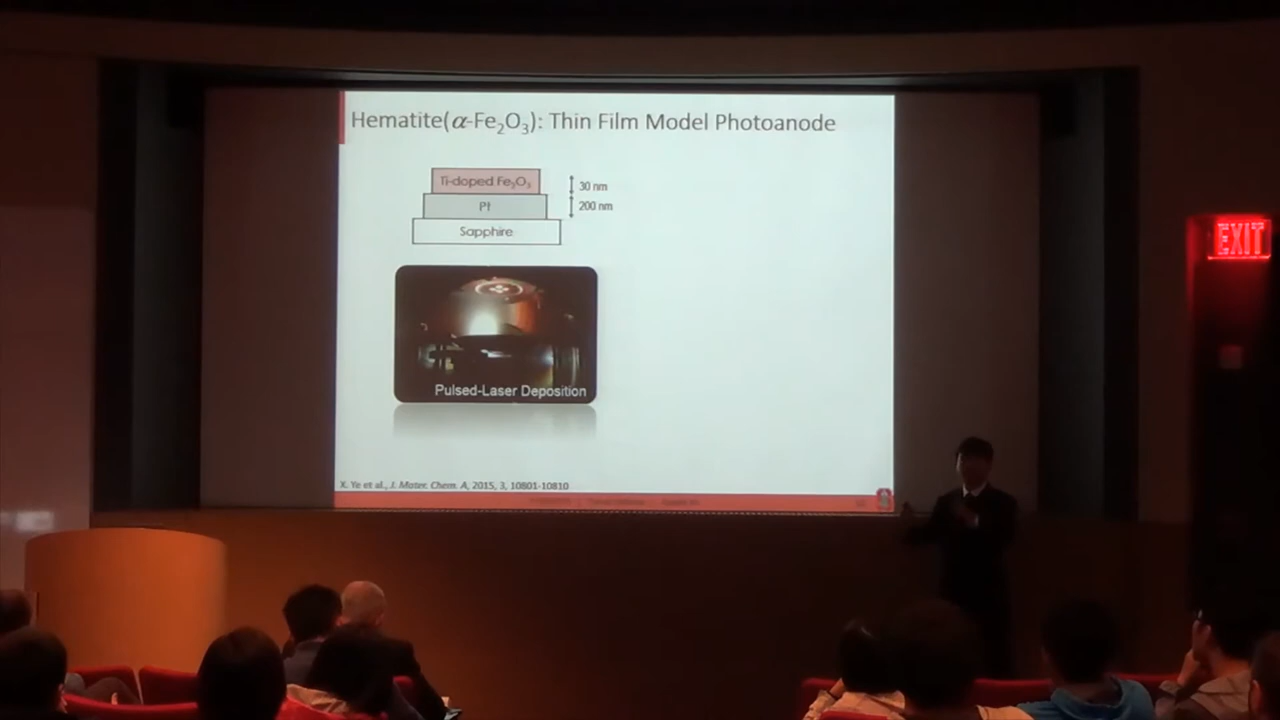 Hematite(α-Fe₂O₃): Thin Film Model Photoanode
Ti-doped Fe₂O₃
30 nm
Pt
200 nm
Sapphire
Pulsed-Laser Deposition
X. Ye et al., J. Mater. Chem. A, 2015, 3, 10801-10810
EXIT